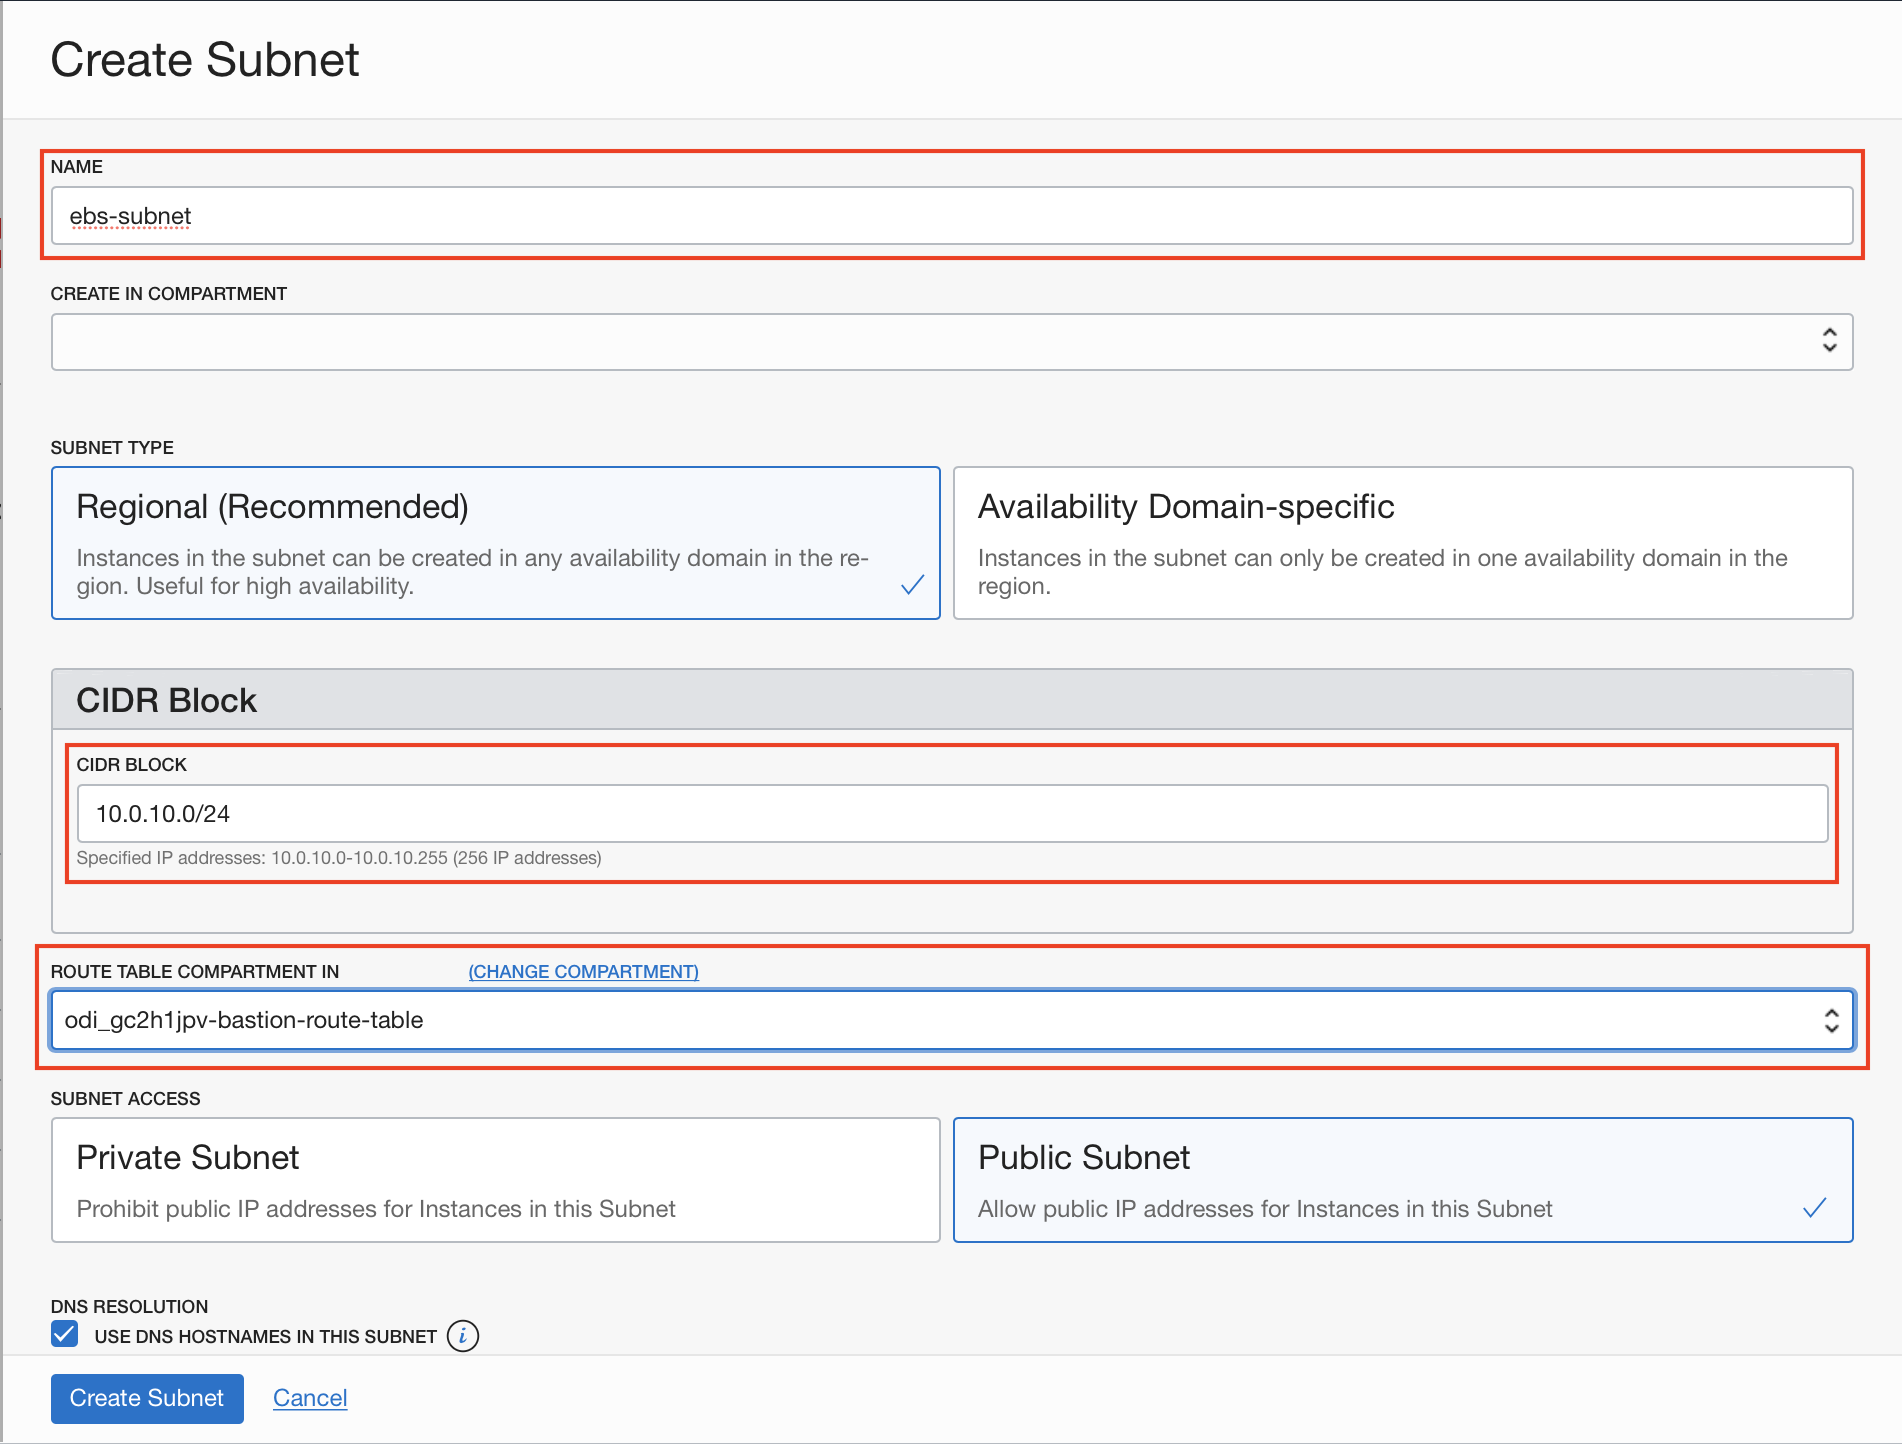 Create Subnet
NAME
ebs-subnet
CREATE IN COMPARTMENT
SUBNET TYPE
Regional (Recommended)
Instances in the subnet can be created in any availability domain in the re-
gion. Useful for high availability.
Availability Domain-specific
Instances in the subnet can only be created in one availability domain in the
region.
CIDR Block
CIDR BLOCK
10.0.10.0/24
Specified IP addresses: 10.0.10.0-10.0.10.255 (256 IP addresses)
ROUTE TABLE COMPARTMENT IN (CHANGE COMPARTMENT)
odi_gc2h1jpv-bastion-route-table
SUBNET ACCESS
Private Subnet
Prohibit public IP addresses for Instances in this Subnet
Public Subnet
Allow public IP addresses for Instances in this Subnet
DNS RESOLUTION
USE DNS HOSTNAMES IN THIS SUBNET i
Create Subnet Cancel